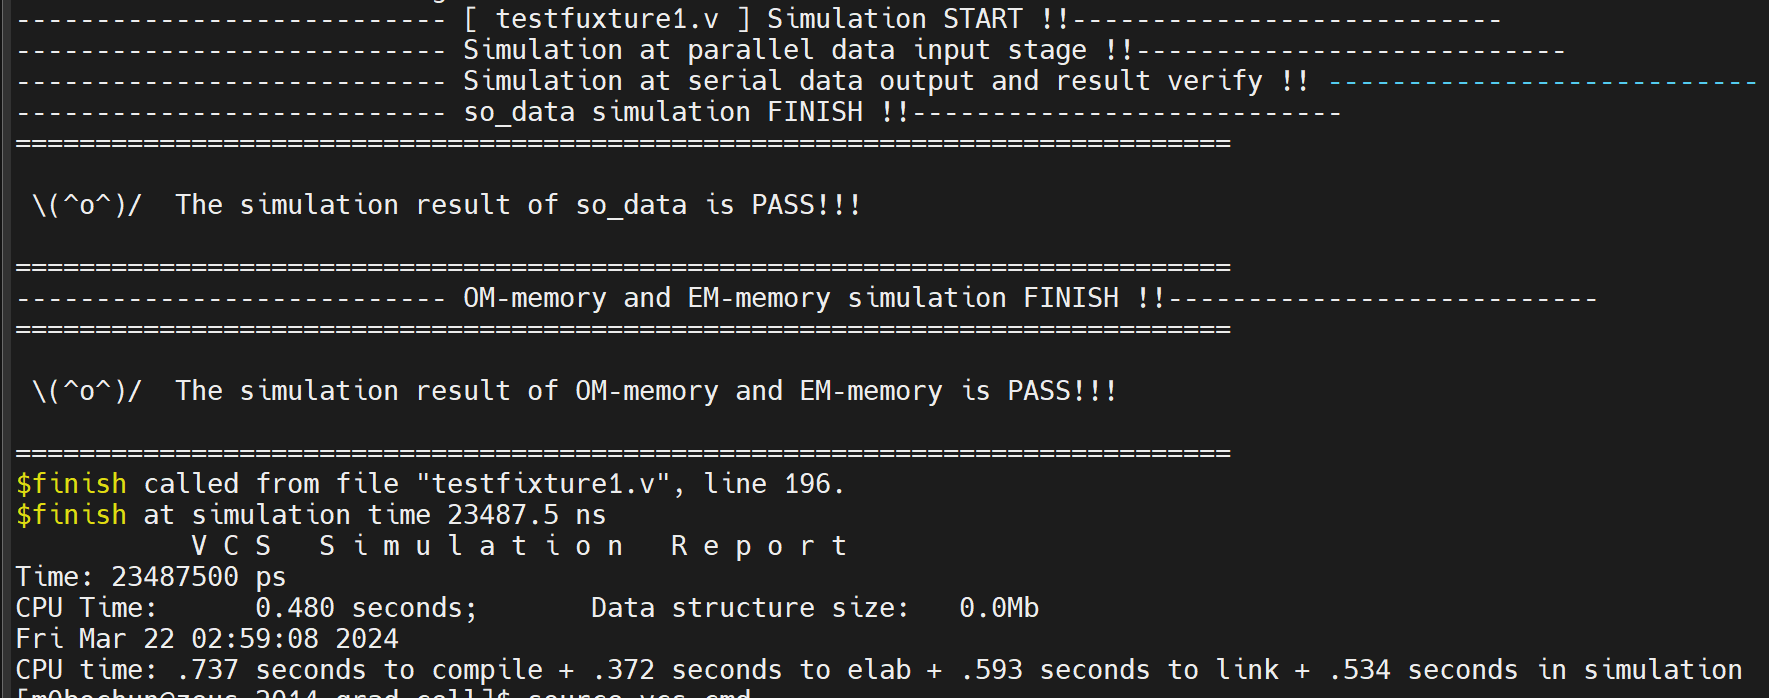 --------------------------- [ testfuxture1.v ] Simulation START !!---------------------------
--------------------------- Simulation at parallel data input stage !!---------------------------
--------------------------- Simulation at serial data output and result verify !! ---------------------------
--------------------------- so_data simulation FINISH !!---------------------------
============================================================================
\(^o^)/  The simulation result of so_data is PASS!!!
============================================================================
--------------------------- OM-memory and EM-memory simulation FINISH !!---------------------------
============================================================================
\(^o^)/  The simulation result of OM-memory and EM-memory is PASS!!!
============================================================================
$finish called from file "testfixture1.v", line 196.
$finish at simulation time 23487.5 ns
V C S   S i m u l a t i o n   R e p o r t
Time: 23487500 ps
CPU Time:      0.480 seconds;       Data structure size:   0.0Mb
Fri Mar 22 02:59:08 2024
CPU time: .737 seconds to compile + .372 seconds to elab + .593 seconds to link + .534 seconds in simulation